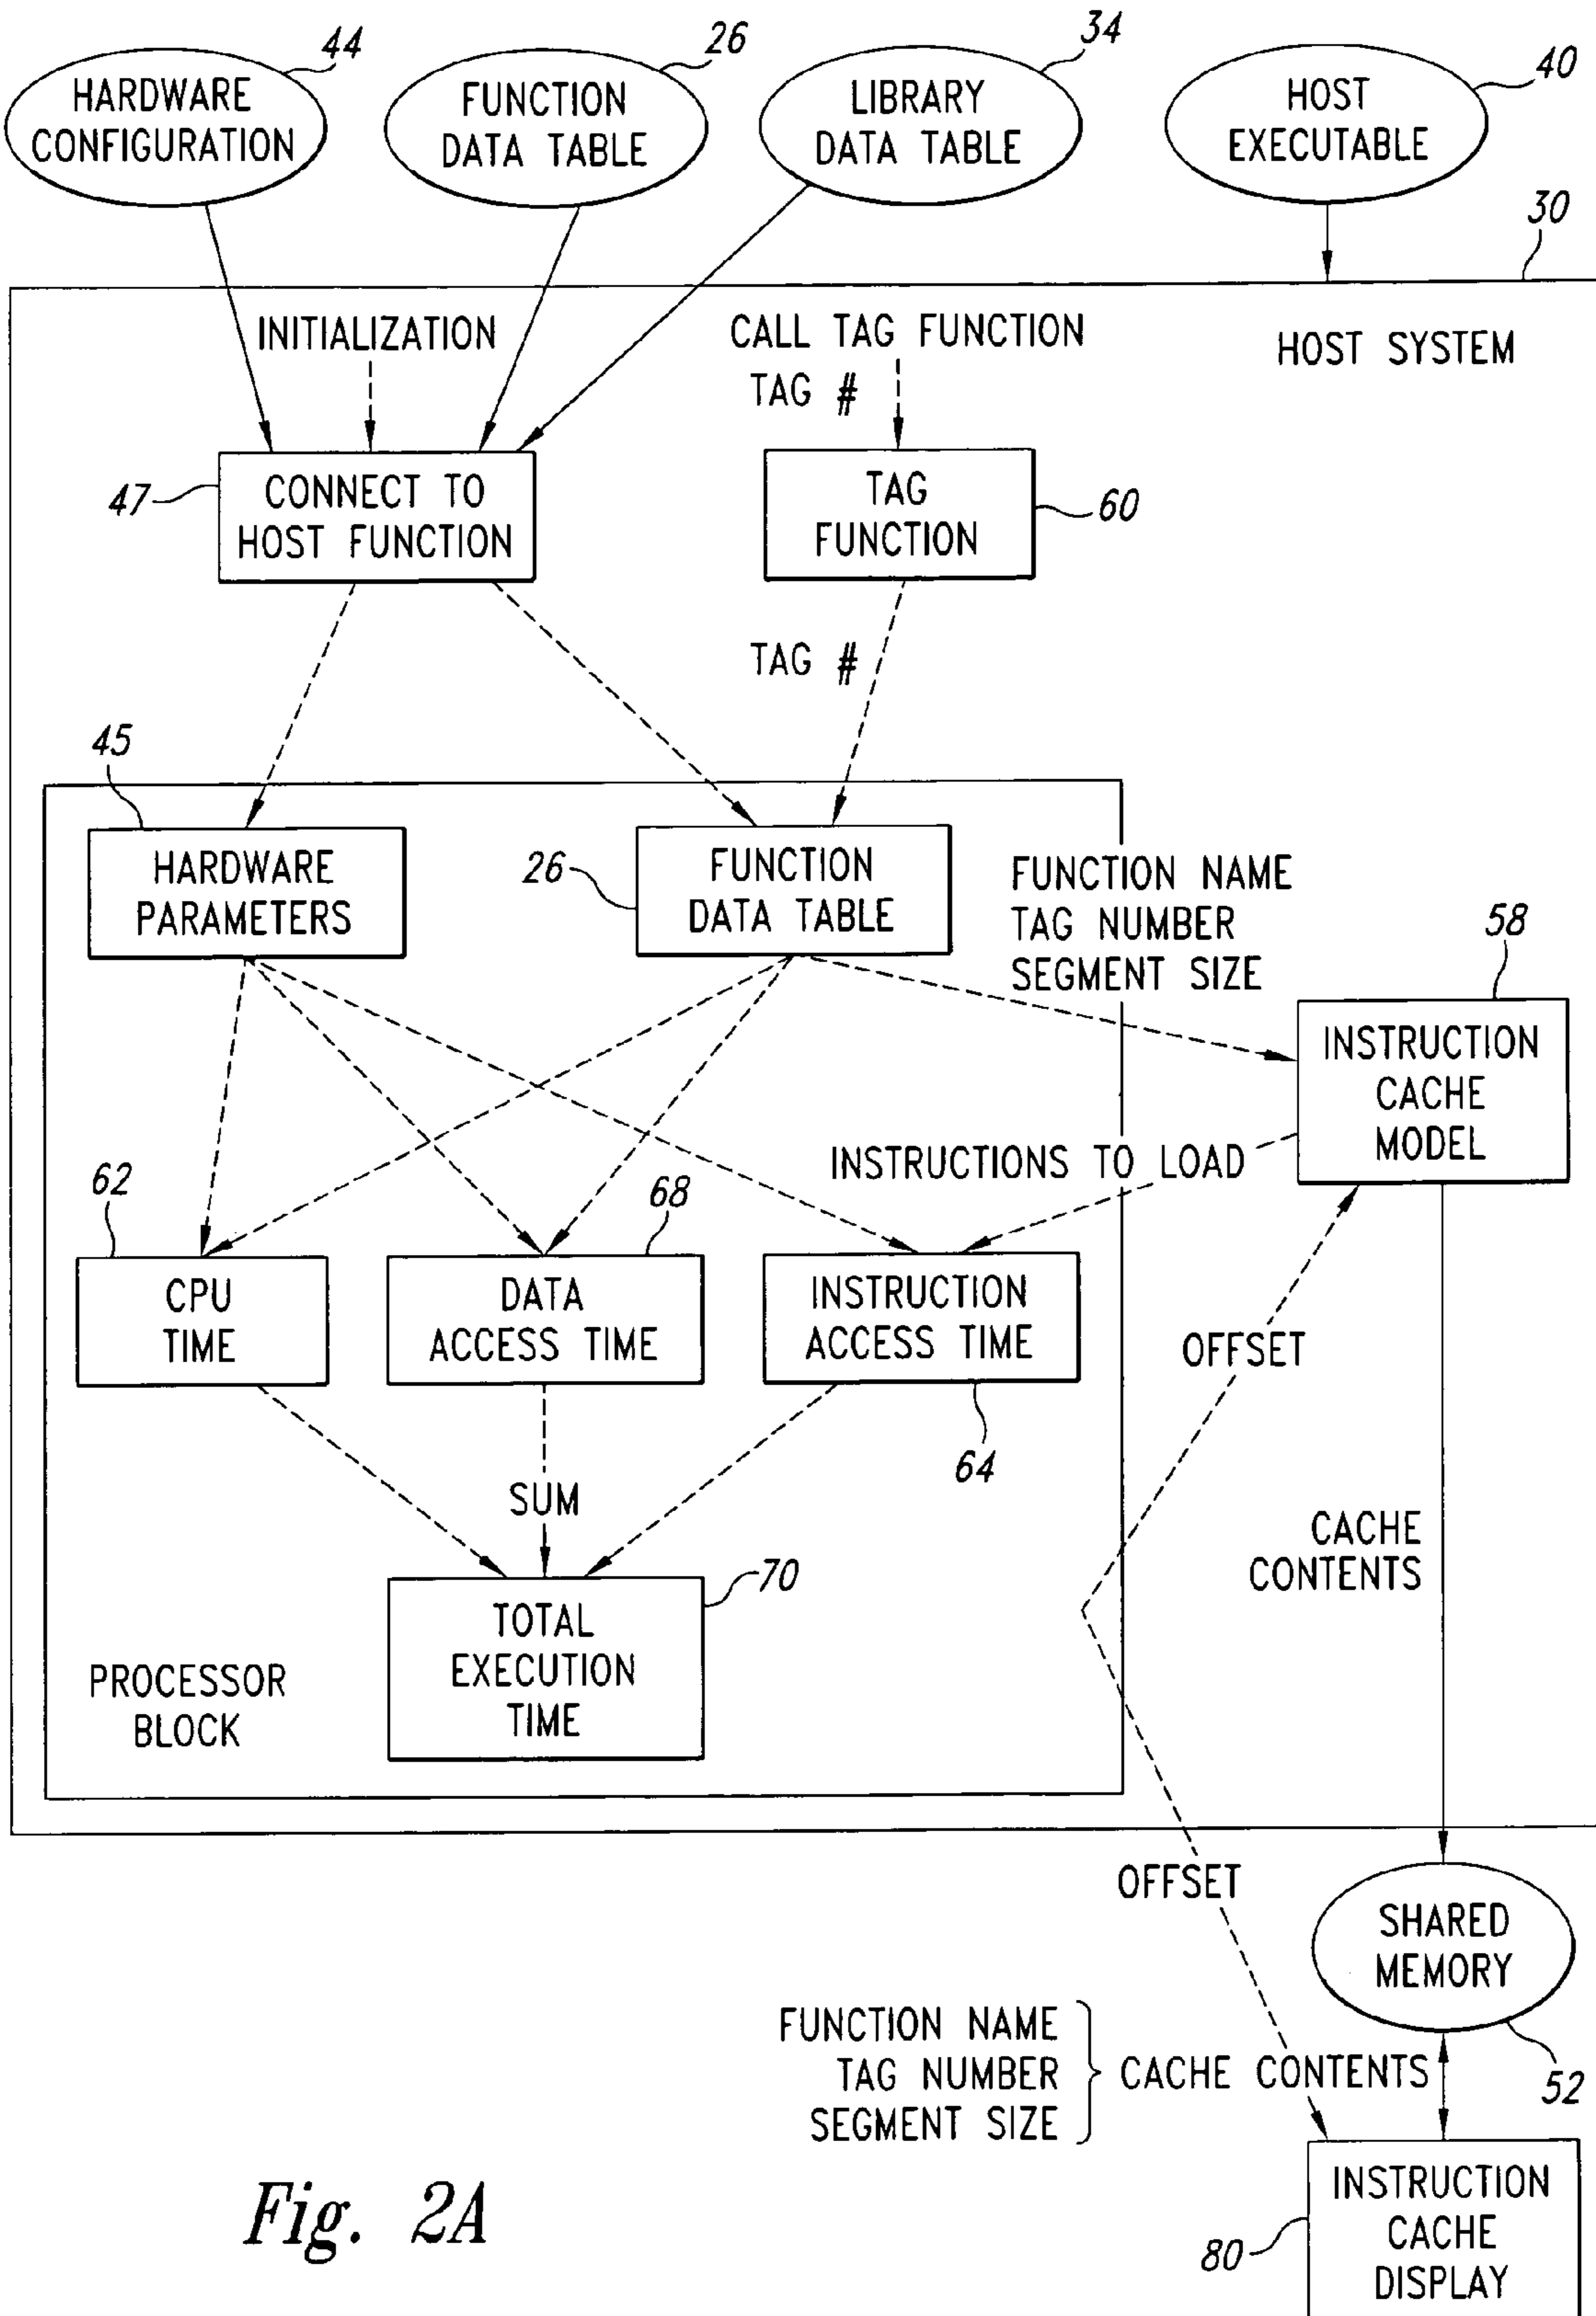 44
26
34
40
HARDWARE
CONFIGURATION
FUNCTION
DATA TABLE
LIBRARY
DATA TABLE
HOST
EXECUTABLE
30
INITIALIZATION
CALL TAG FUNCTION
TAG #
HOST SYSTEM
47
CONNECT TO
HOST FUNCTION
TAG
FUNCTION
60
TAG #
45
HARDWARE
PARAMETERS
26
FUNCTION
DATA TABLE
FUNCTION NAME
TAG NUMBER
SEGMENT SIZE
58
INSTRUCTION
CACHE
MODEL
INSTRUCTIONS TO LOAD
62
68
CPU
TIME
DATA
ACCESS TIME
INSTRUCTION
ACCESS TIME
64
OFFSET
SUM
CACHE
CONTENTS
70
TOTAL
EXECUTION
TIME
PROCESSOR
BLOCK
OFFSET
SHARED
MEMORY
52
FUNCTION NAME
TAG NUMBER
SEGMENT SIZE
CACHE CONTENTS
80
INSTRUCTION
CACHE
DISPLAY
Fig. 2A